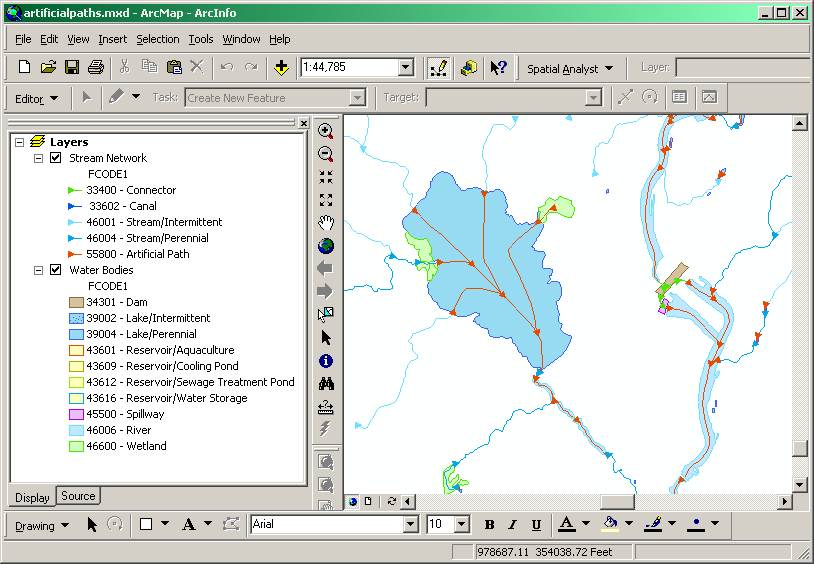 artificialpaths.mxd - ArcMap - ArcInfo
File Edit View Insert Selection Tools Window Help
1:44,785 Spatial Analyst Layer:
Editor Task: Create New Feature Target:
Layers
Stream Network
FCODE1
33400 - Connector
33602 - Canal
46001 - Stream/Intermittent
46004 - Stream/Perennial
55800 - Artificial Path
Water Bodies
FCODE1
34301 - Dam
39002 - Lake/Intermittent
39004 - Lake/Perennial
43601 - Reservoir/Aquaculture
43609 - Reservoir/Cooling Pond
43612 - Reservoir/Sewage Treatment Pond
43616 - Reservoir/Water Storage
45500 - Spillway
46006 - River
46600 - Wetland
Display Source
Drawing A Arial 10 B I U A
978687.11 354038.72 Feet